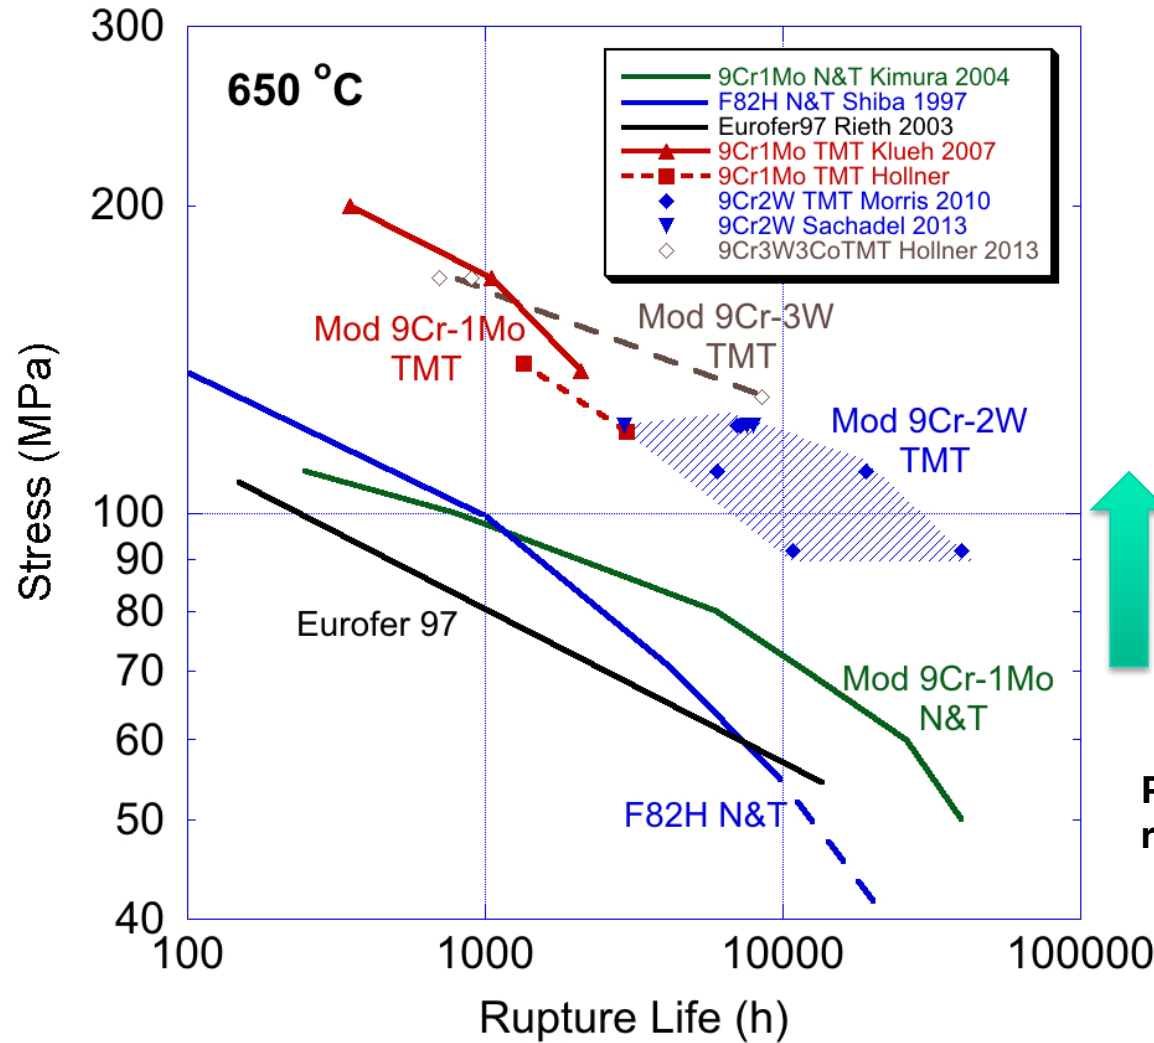 300
200
100
90
80
70
60
50
40
Stress (MPa)
650 °C
9Cr1Mo N&T Kimura 2004
F82H N&T Shiba 1997
Eurofer97 Rieth 2003
9Cr1Mo TMT Klueh 2007
9Cr1Mo TMT Hollner
9Cr2W TMT Morris 2010
9Cr2W Sachadel 2013
9Cr3W3CoTMT Hollner 2013
Mod 9Cr-1Mo
TMT
Mod 9Cr-3W
TMT
Mod 9Cr-2W
TMT
Eurofer 97
Mod 9Cr-1Mo
N&T
F82H N&T
P
r
100
1000
10000
100000
Rupture Life (h)